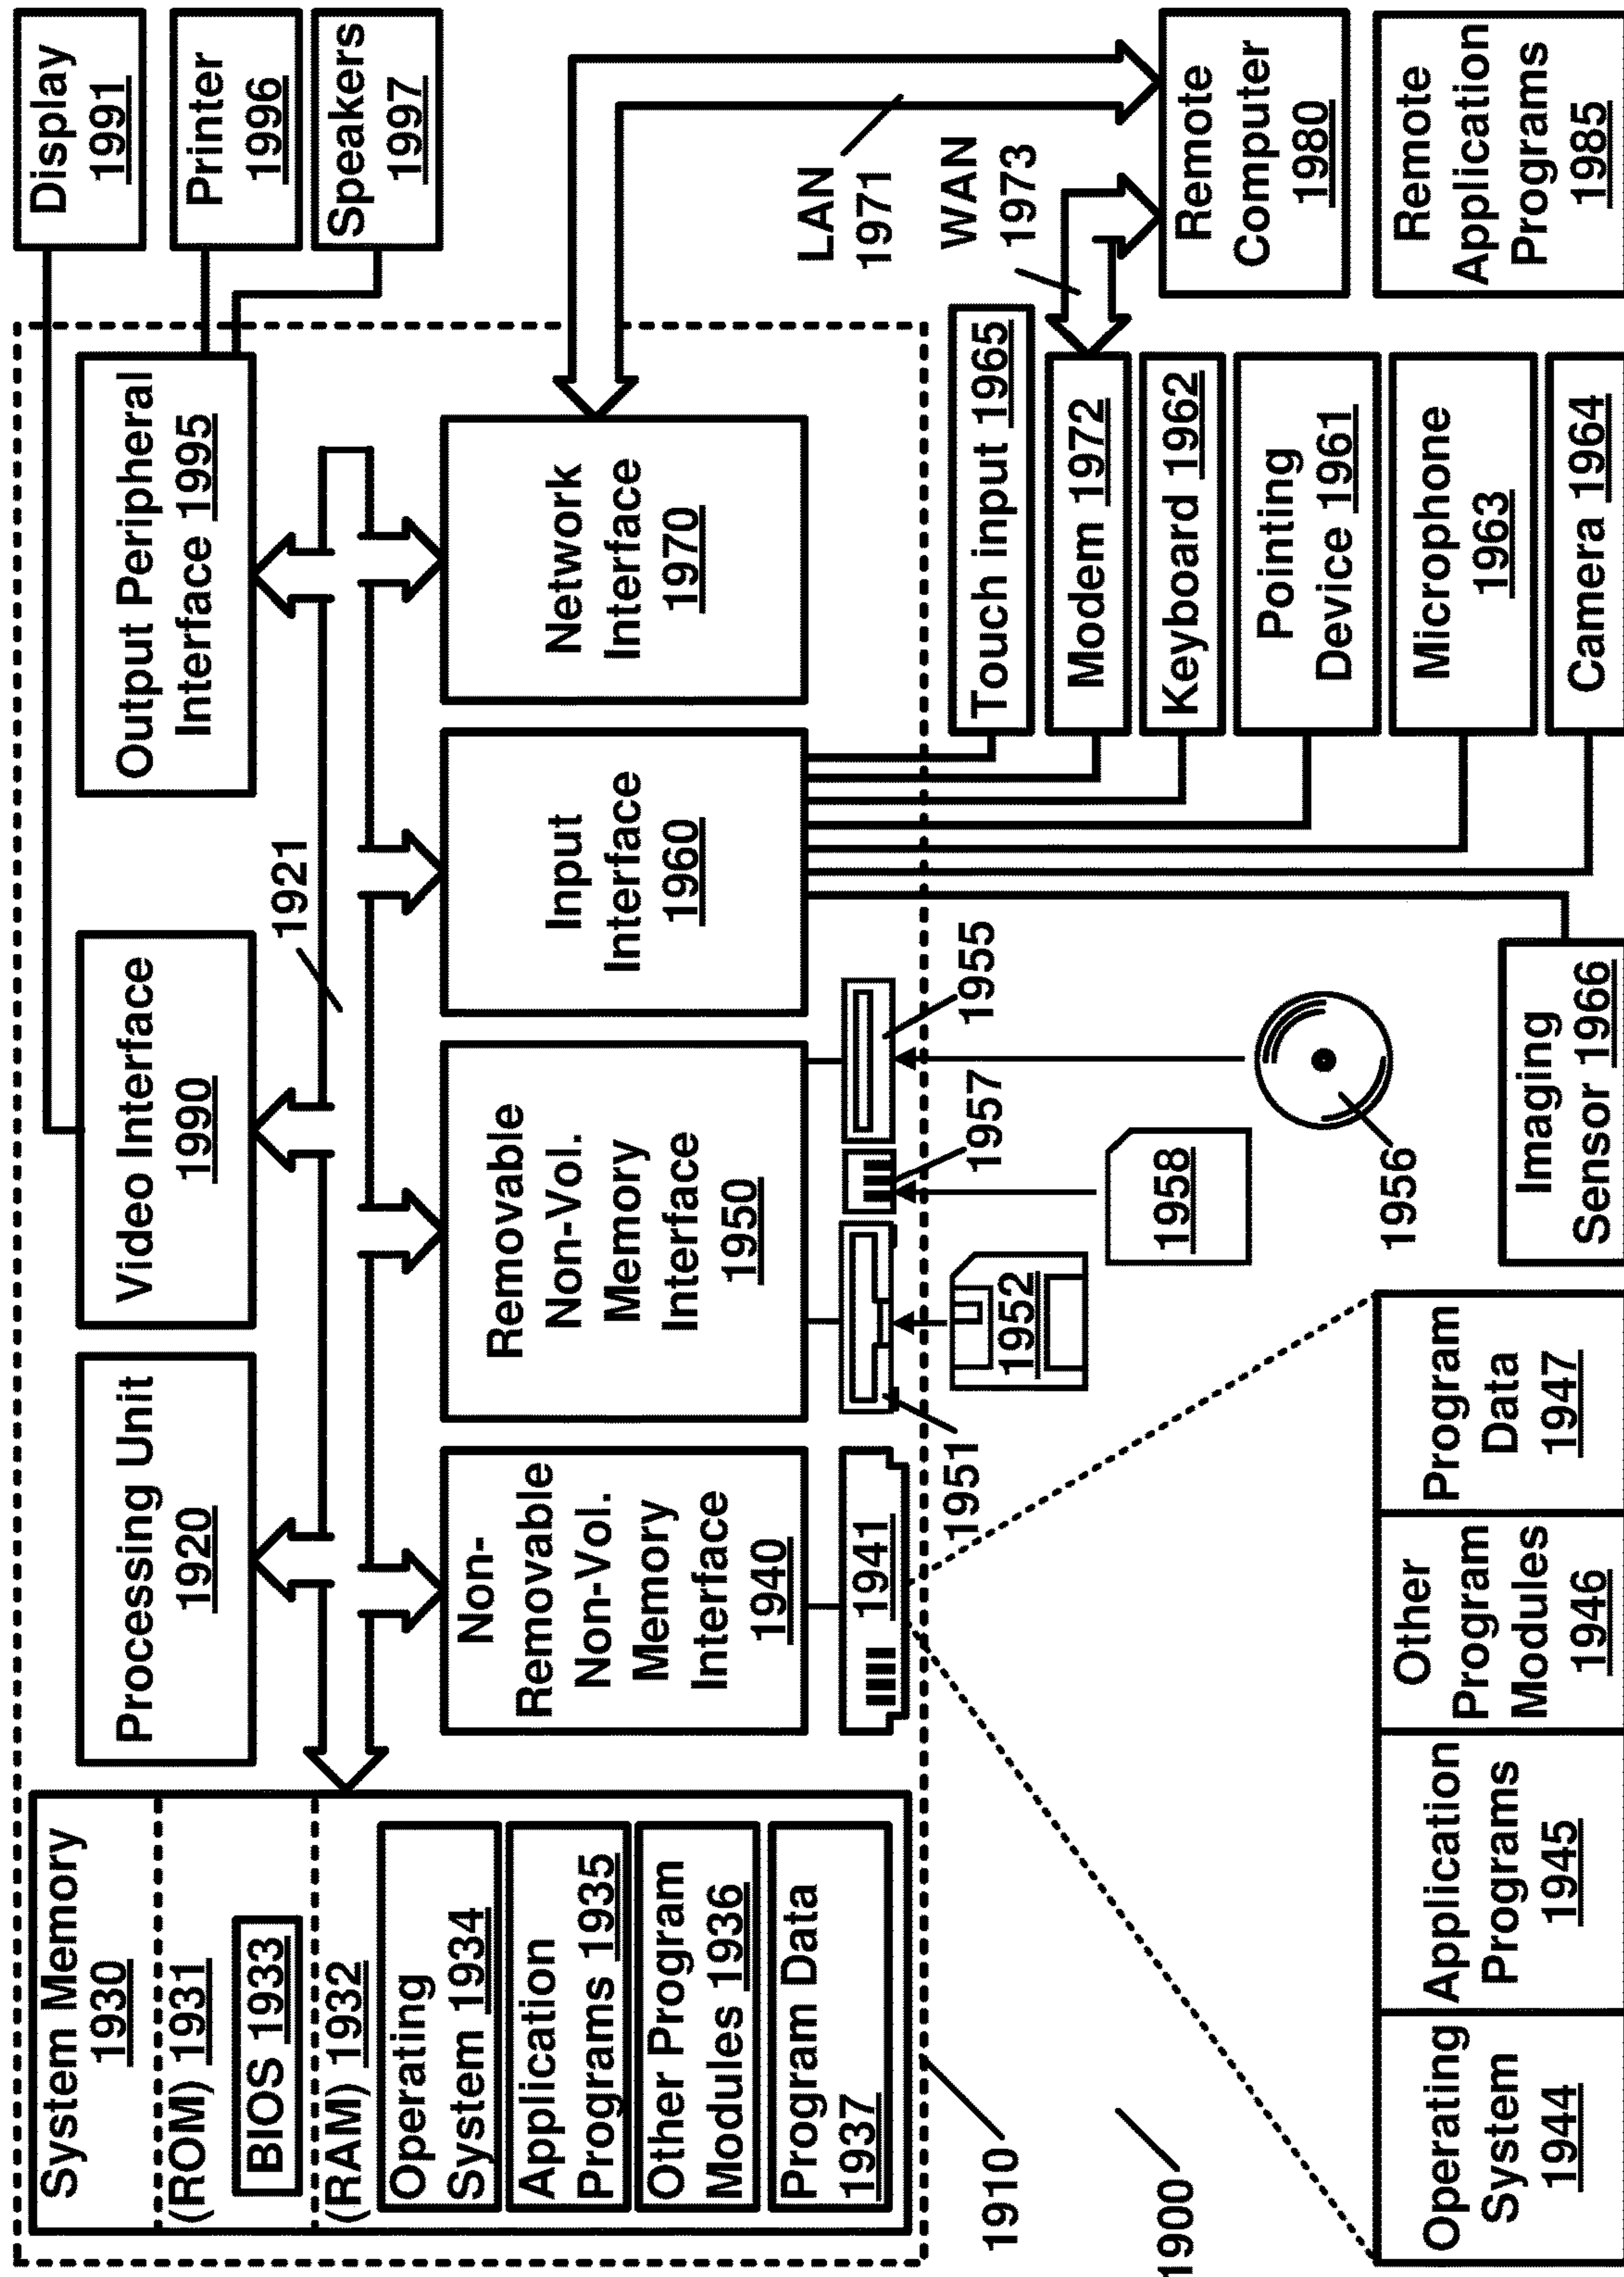 System Memory
1930
(ROM) 1931
BIOS 1933
(RAM) 1932
Operating
System 1934
Application
Programs 1935
Other Program
Modules 1936
Program Data
1937
Processing Unit
1920
Video Interface
1990
Output Peripheral
Interface 1995
Display
1991
Printer
1996
Speakers
1997
1921
Non-
Removable
Non-Vol.
Memory
Interface
1940
Removable
Non-Vol.
Memory
Interface
1950
Input
Interface
1960
Network
Interface
1970
LAN
1971
WAN
1973
1941
1951
1952
1957
1958
1955
1956
Touch input 1965
Modem 1972
Keyboard 1962
Pointing
Device 1961
Microphone
1963
Camera 1964
Imaging
Sensor 1966
Remote
Computer
1980
Remote
Application
Programs
1985
1910
1900
Operating
System
1944
Application
Programs
1945
Other
Program
Modules
1946
Program
Data
1947